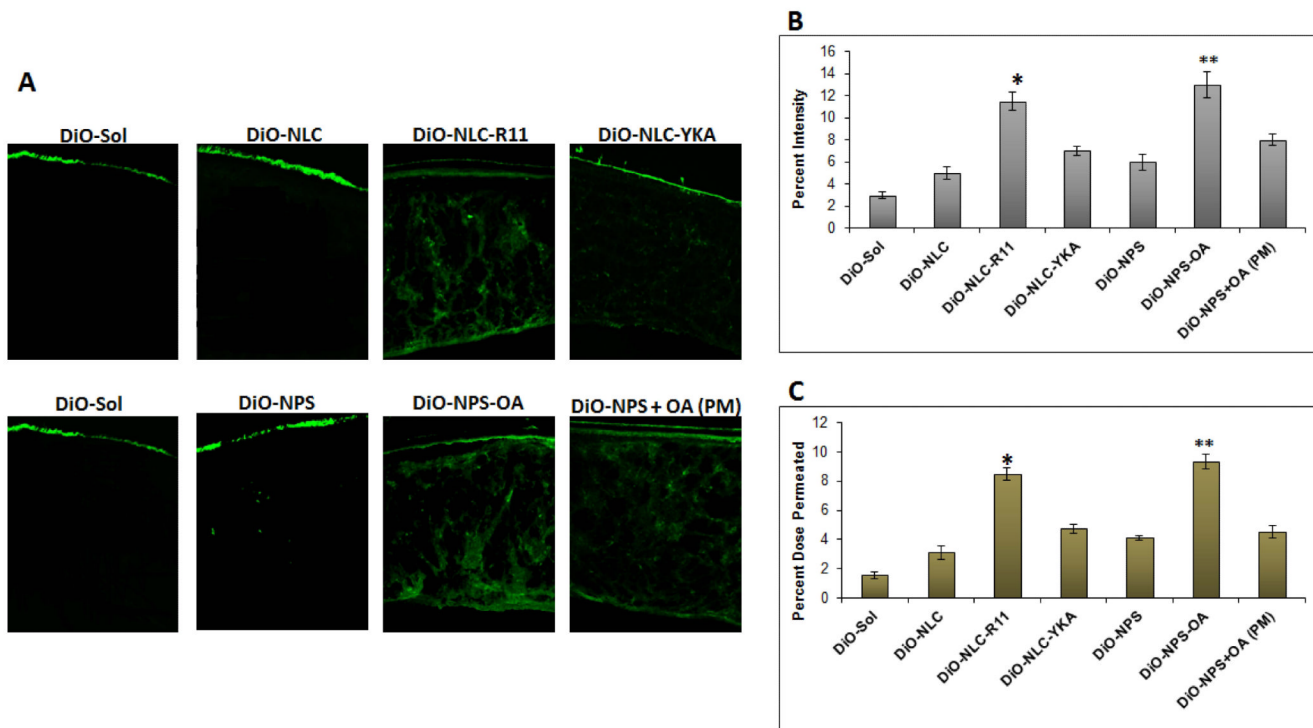 A
DiO-Sol DiO-NLC DiO-NLC-R11 DiO-NLC-YKA
DiO-Sol DiO-NPS DiO-NPS-OA DiO-NPS + OA (PM)
B
Percent Intensity
16
14
12
10
8
6
4
2
0
*
**
DiO-Sol
DiO-NLC
DiO-NLC-R11
DiO-NLC-YKA
DiO-NPS
DiO-NPS-OA
DiO-NPS+OA (PM)
C
Percent Dose Permeated
12
10
8
6
4
2
0
*
**
DiO-Sol
DiO-NLC
DiO-NLC-R11
DiO-NLC-YKA
DiO-NPS
DiO-NPS-OA
DiO-NPS+OA (PM)